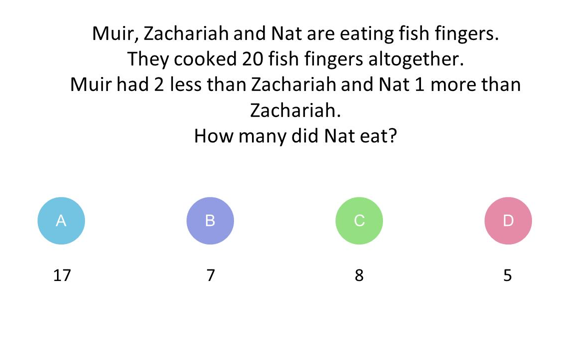 Muir, Zachariah and Nat are eating fish fingers.
They cooked 20 fish fingers altogether.
Muir had 2 less than Zachariah and Nat 1 more than
Zachariah.
How many did Nat eat?
A B C D
17 7 8 5